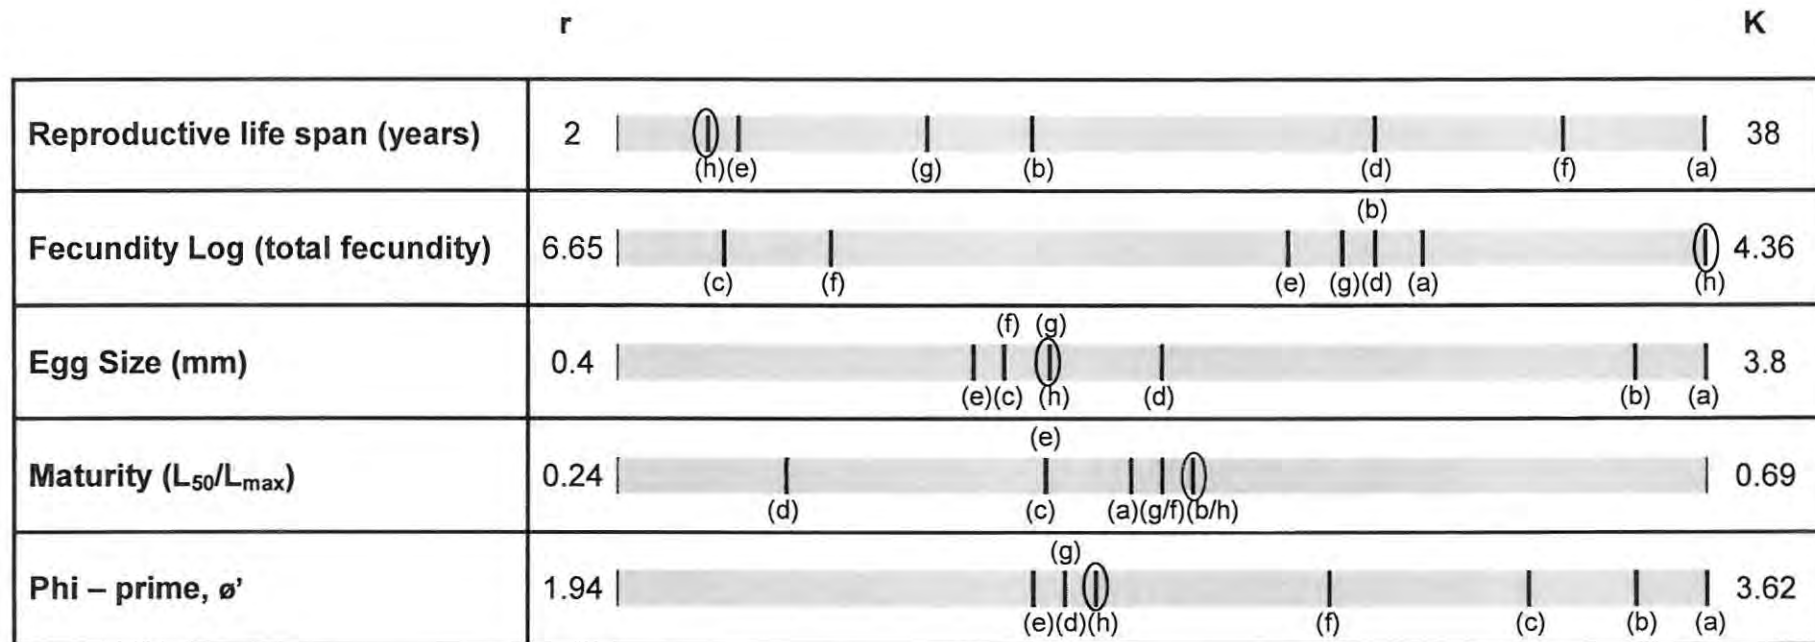 r K
Reproductive life span (years) 2 38
(h)(e) (g) (b) (d) (f) (a)
(b)
Fecundity Log (total fecundity) 6.65 4.36
(c) (f) (e) (g)(d) (a) (h)
(f) (g)
Egg Size (mm) 0.4 3.8
(e)(c) (h) (d) (b) (a)
(e)
Maturity (L50/Lmax) 0.24 0.69
(d) (c) (a)(g/f)(b/h)
(g)
Phi – prime, ø’ 1.94 3.62
(e)(d)(h) (f) (c) (b) (a)